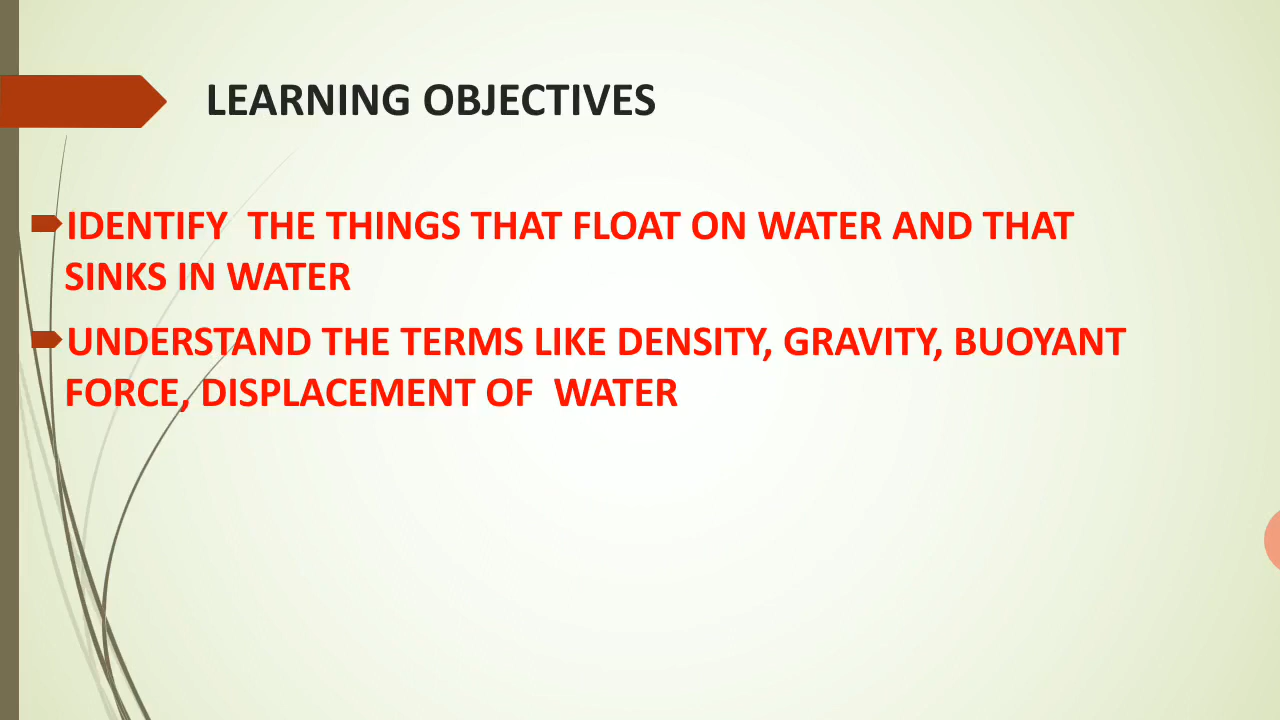 LEARNING OBJECTIVES
IDENTIFY THE THINGS THAT FLOAT ON WATER AND THAT
SINKS IN WATER
UNDERSTAND THE TERMS LIKE DENSITY, GRAVITY, BUOYANT
FORCE, DISPLACEMENT OF WATER